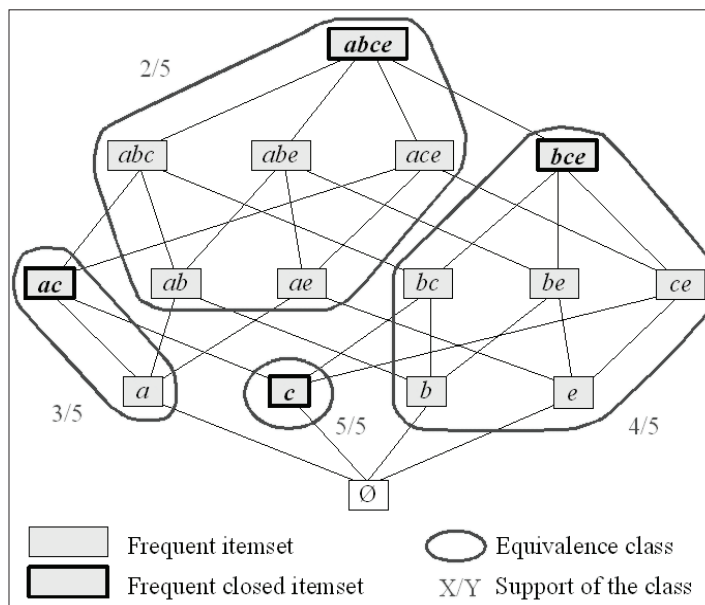 abce
2/5
abc abe ace bce
ac ab ae bc be ce
a c b e
3/5 5/5 4/5
Ø
Frequent itemset Equivalence class
Frequent closed itemset X/Y Support of the class